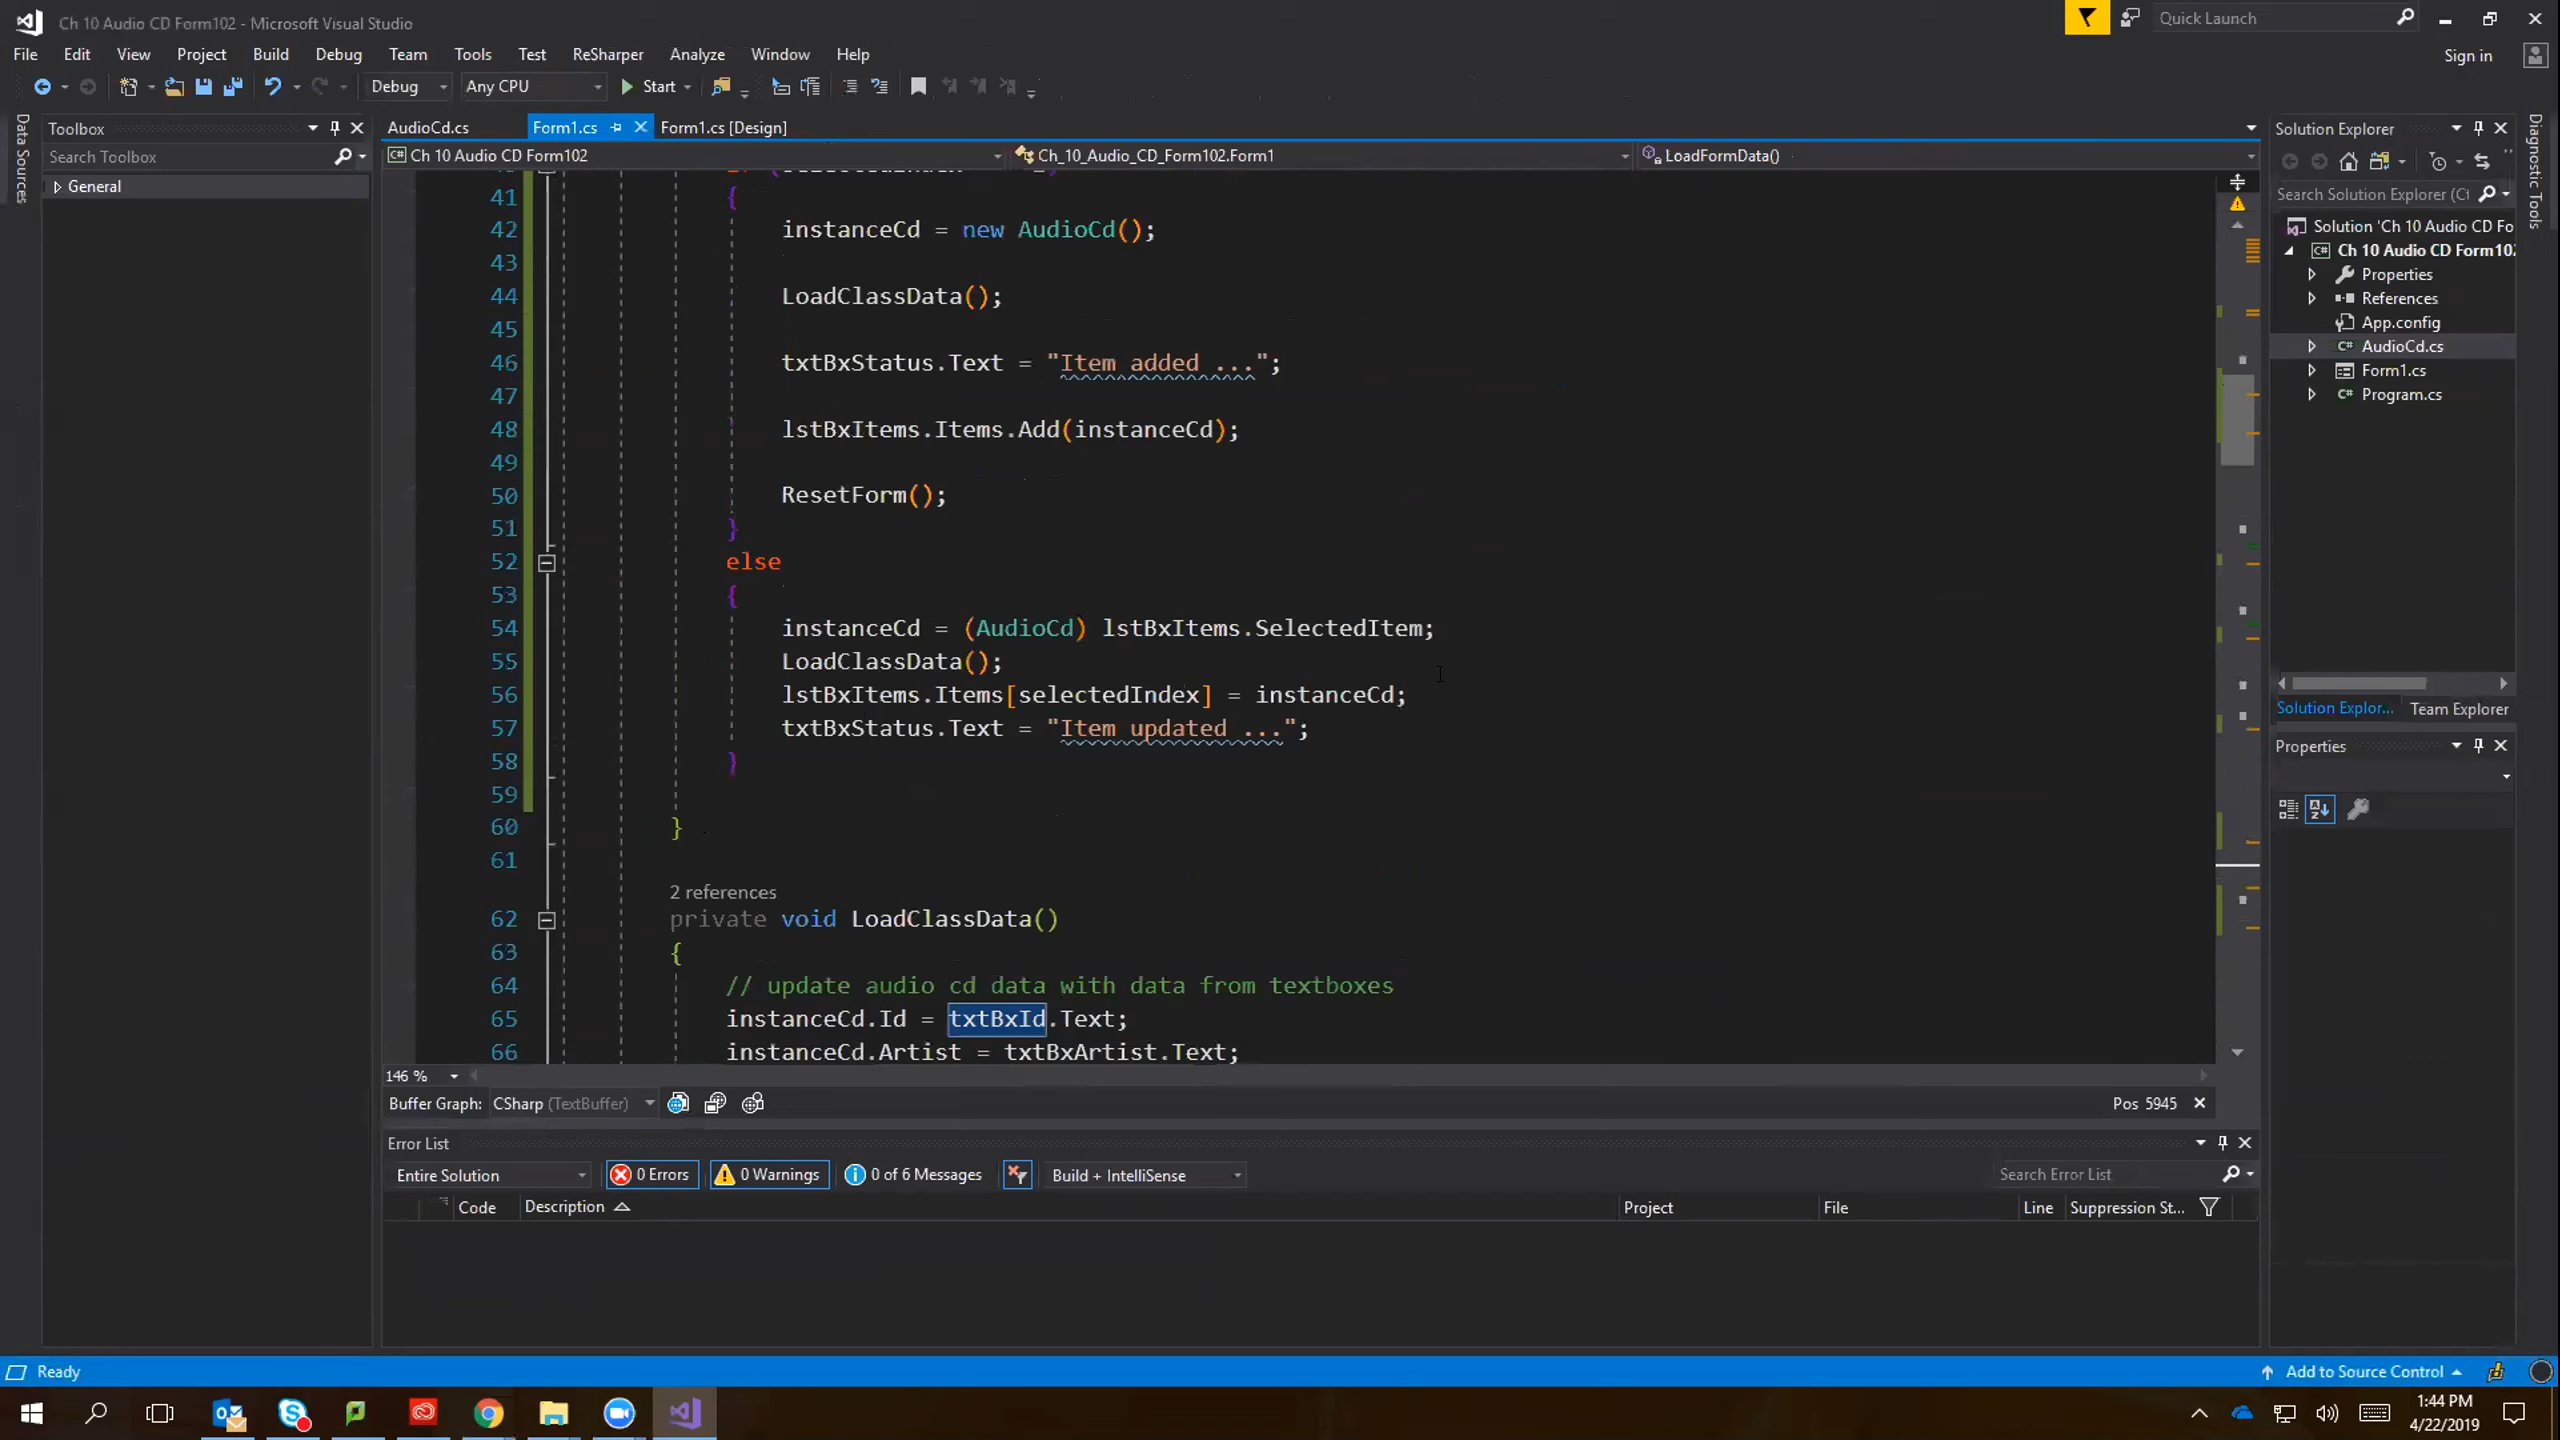 Ch 10 Audio CD Form102 - Microsoft Visual Studio
Quick Launch
File Edit View Project Build Debug Team Tools Test ReSharper Analyze Window Help
Sign in
Debug Any CPU Start
Data Sources
Toolbox
Search Toolbox
General
AudioCd.cs Form1.cs Form1.cs [Design]
Ch 10 Audio CD Form102 Ch_10_Audio_CD_Form102.Form1 LoadFormData()
41 {
42 instanceCd = new AudioCd();
43
44 LoadClassData();
45
46 txtBxStatus.Text = "Item added ...";
47
48 lstBxItems.Items.Add(instanceCd);
49
50 ResetForm();
51 }
52 else
53 {
54 instanceCd = (AudioCd) lstBxItems.SelectedItem;
55 LoadClassData();
56 lstBxItems.Items[selectedIndex] = instanceCd;
57 txtBxStatus.Text = "Item updated ...";
58 }
59
60 }
61
2 references
62 private void LoadClassData()
63 {
64 // update audio cd data with data from textboxes
65 instanceCd.Id = txtBxId.Text;
66 instanceCd.Artist = txtBxArtist.Text;
146 %
Buffer Graph: CSharp (TextBuffer) Pos 5945
Error List
Entire Solution 0 Errors 0 Warnings 0 of 6 Messages Build + IntelliSense Search Error List
Code Description Project File Line Suppression St...
Solution Explorer
Search Solution Explorer (Ct
Solution 'Ch 10 Audio CD Fo
Ch 10 Audio CD Form102
Properties
References
App.config
AudioCd.cs
Form1.cs
Program.cs
Solution Explor... Team Explorer
Properties
Diagnostic Tools
Ready
Add to Source Control
1:44 PM
4/22/2019